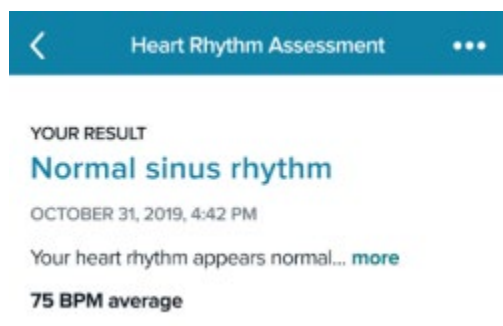 Heart Rhythm Assessment
YOUR RESULT
Normal sinus rhythm
OCTOBER 31, 2019, 4:42 PM
Your heart rhythm appears normal... more
75 BPM average